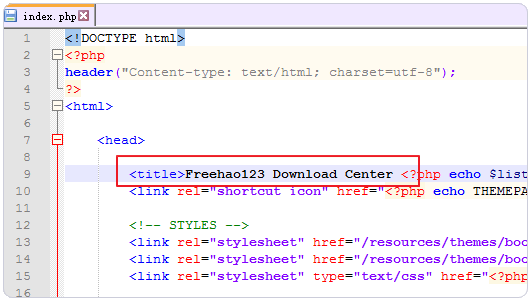 index.php
1 <!DOCTYPE html>
2 <?php
3 header("Content-type: text/html; charset=utf-8");
4 ?>
5 <html>
6
7 <head>
8
9 <title>Freehao123 Download Center <?php echo $list
10 <link rel="shortcut icon" href="<?php echo THEMEPA
11
12 <!-- STYLES -->
13 <link rel="stylesheet" href="/resources/themes/boo
14 <link rel="stylesheet" href="/resources/themes/boo
15 <link rel="stylesheet" type="text/css" href="<?php
16